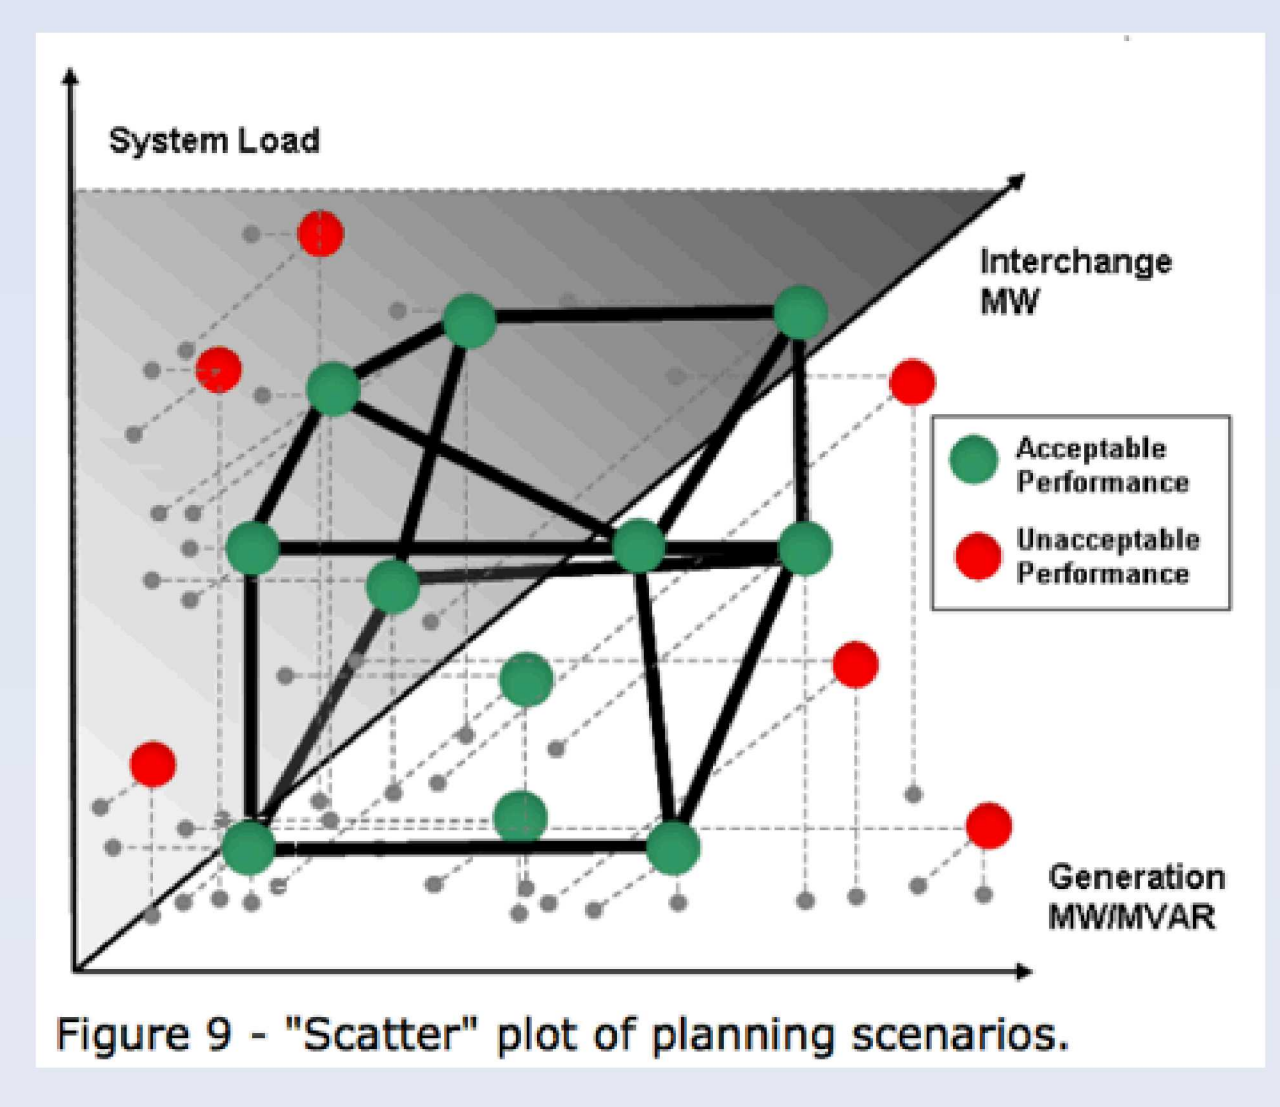 System Load
Interchange
MW
Acceptable
Performance
Unacceptable
Performance
Generation
MW/MVAR
Figure 9 - "Scatter" plot of planning scenarios.